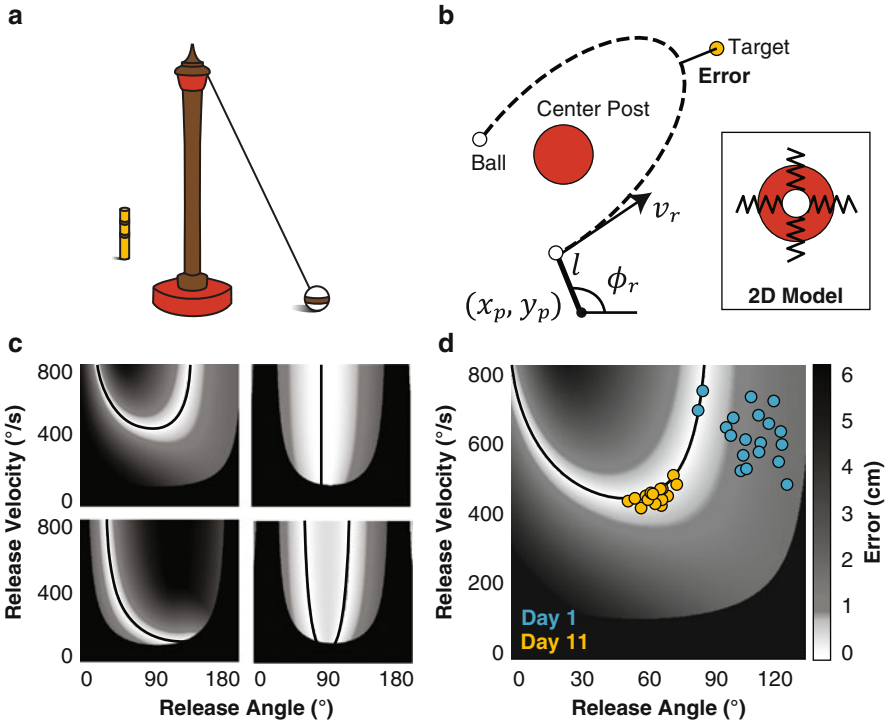 a
b
Target
Error
Center Post
Ball
v_r
l
ϕ_r
(x_p, y_p)
2D Model
c
d
Release Velocity (°/s)
800
400
0
800
400
0
0 90 180 0 90 180
Release Angle (°)
Release Velocity (°/s)
800
600
400
200
0
Day 1
Day 11
0 30 60 90 120
Release Angle (°)
6
5
4
3
2
1
0
Error (cm)